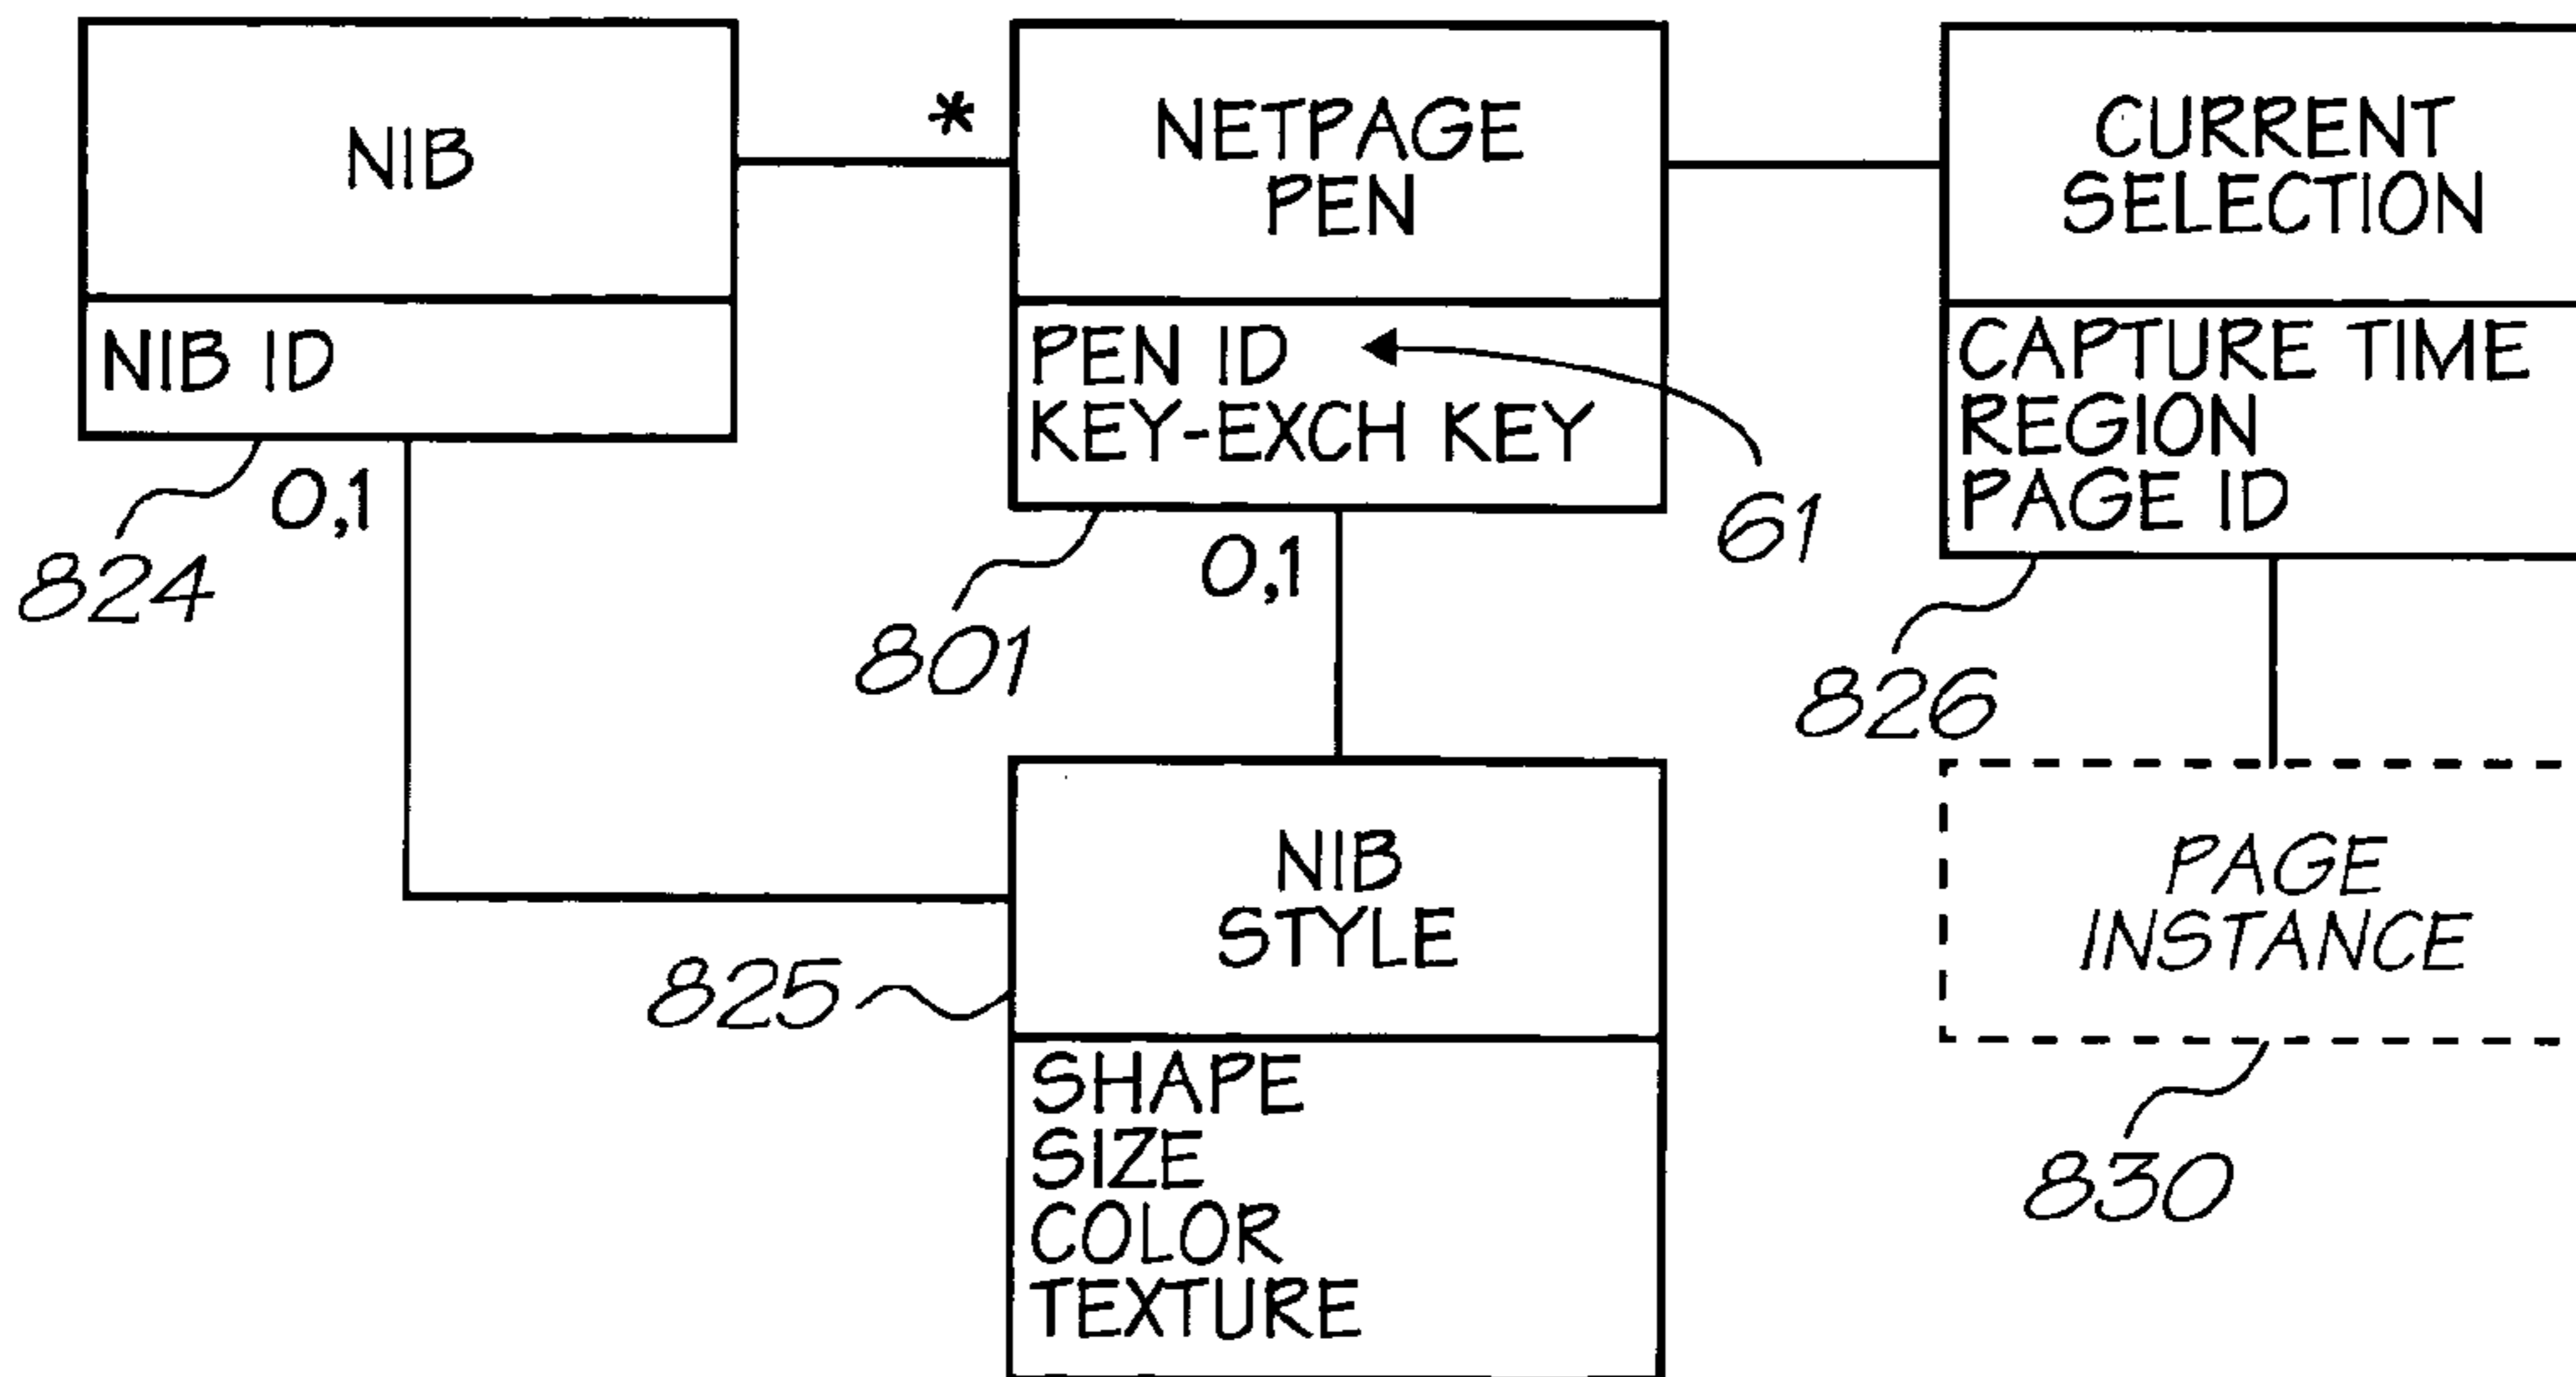 NIB
NIB ID
824
0,1
*
NETPAGE
PEN
PEN ID
KEY-EXCH KEY
61
801
0,1
CURRENT
SELECTION
CAPTURE TIME
REGION
PAGE ID
826
NIB
STYLE
825
SHAPE
SIZE
COLOR
TEXTURE
PAGE
INSTANCE
830